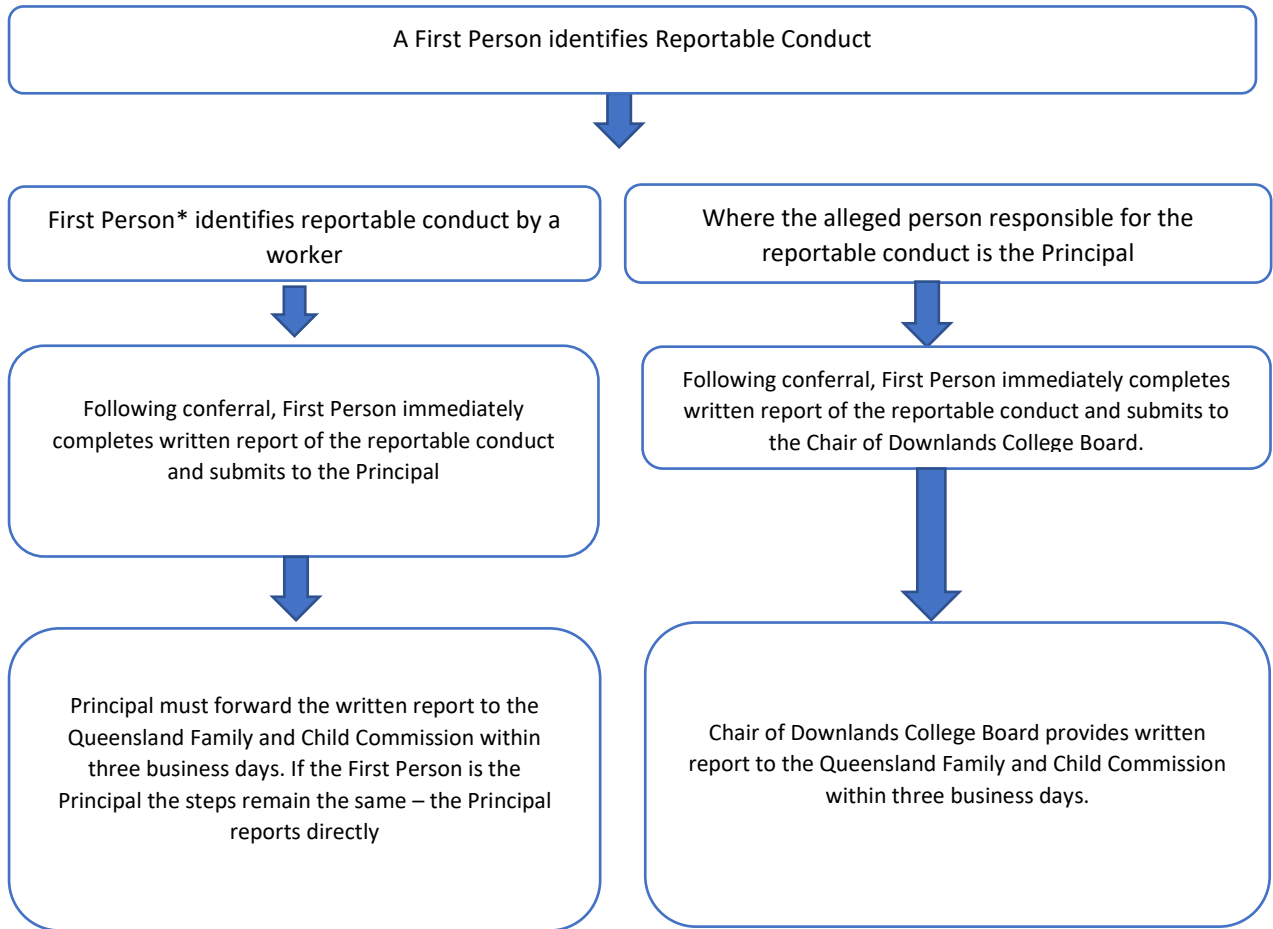 A First Person identifies Reportable Conduct
First Person* identifies reportable conduct by a
worker
Where the alleged person responsible for the
reportable conduct is the Principal
Following conferral, First Person immediately
completes written report of the reportable conduct
and submits to the Principal
Following conferral, First Person immediately completes
written report of the reportable conduct and submits to
the Chair of Downlands College Board.
Principal must forward the written report to the
Queensland Family and Child Commission within
three business days. If the First Person is the
Principal the steps remain the same – the Principal
reports directly
Chair of Downlands College Board provides written
report to the Queensland Family and Child Commission
within three business days.